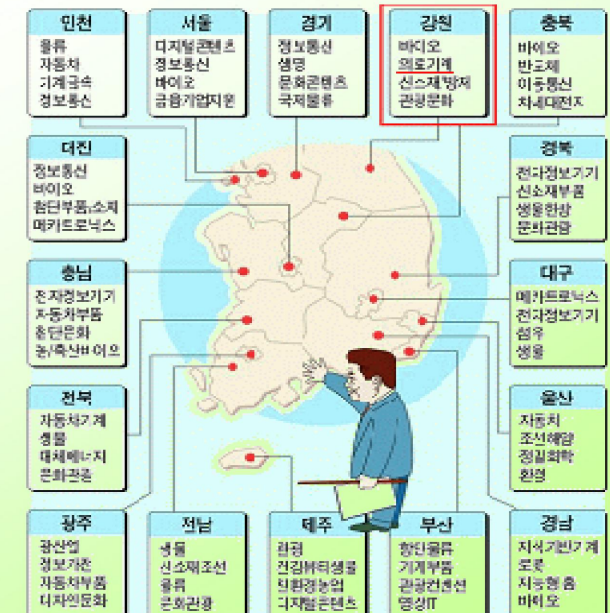 인천
물류
자동차
기계금속
정보통신
서울
디지털콘텐츠
정보통신
바이오
금융기업지원
경기
정보통신
생명
문화콘텐츠
국제물류
강원
바이오
의료기계
신소재방재
관광문화
충북
바이오
반도체
이동통신
차세대전지
대전
정보통신
바이오
첨단부품,소재
메카트로닉스
경북
전자정보기기
신소재부품
생물한방
문화관광
충남
전자정보기기
자동차부품
첨단문화
농/축산바이오
대구
메카트로닉스
전자정보기기
섬유
생물
전북
자동차기계
생물
대체에너지
문화관광
울산
자동차
조선해양
정밀화학
환경
광주
광산업
정보가전
자동차부품
디자인문화
전남
생물
신소재조선
물류
문화관광
제주
관광
건강뷰티생물
친환경농업
디지털콘텐츠
부산
항만물류
기계부품
관광컨벤션
영상IT
경남
지식기반기계
로봇
지능형홈
바이오